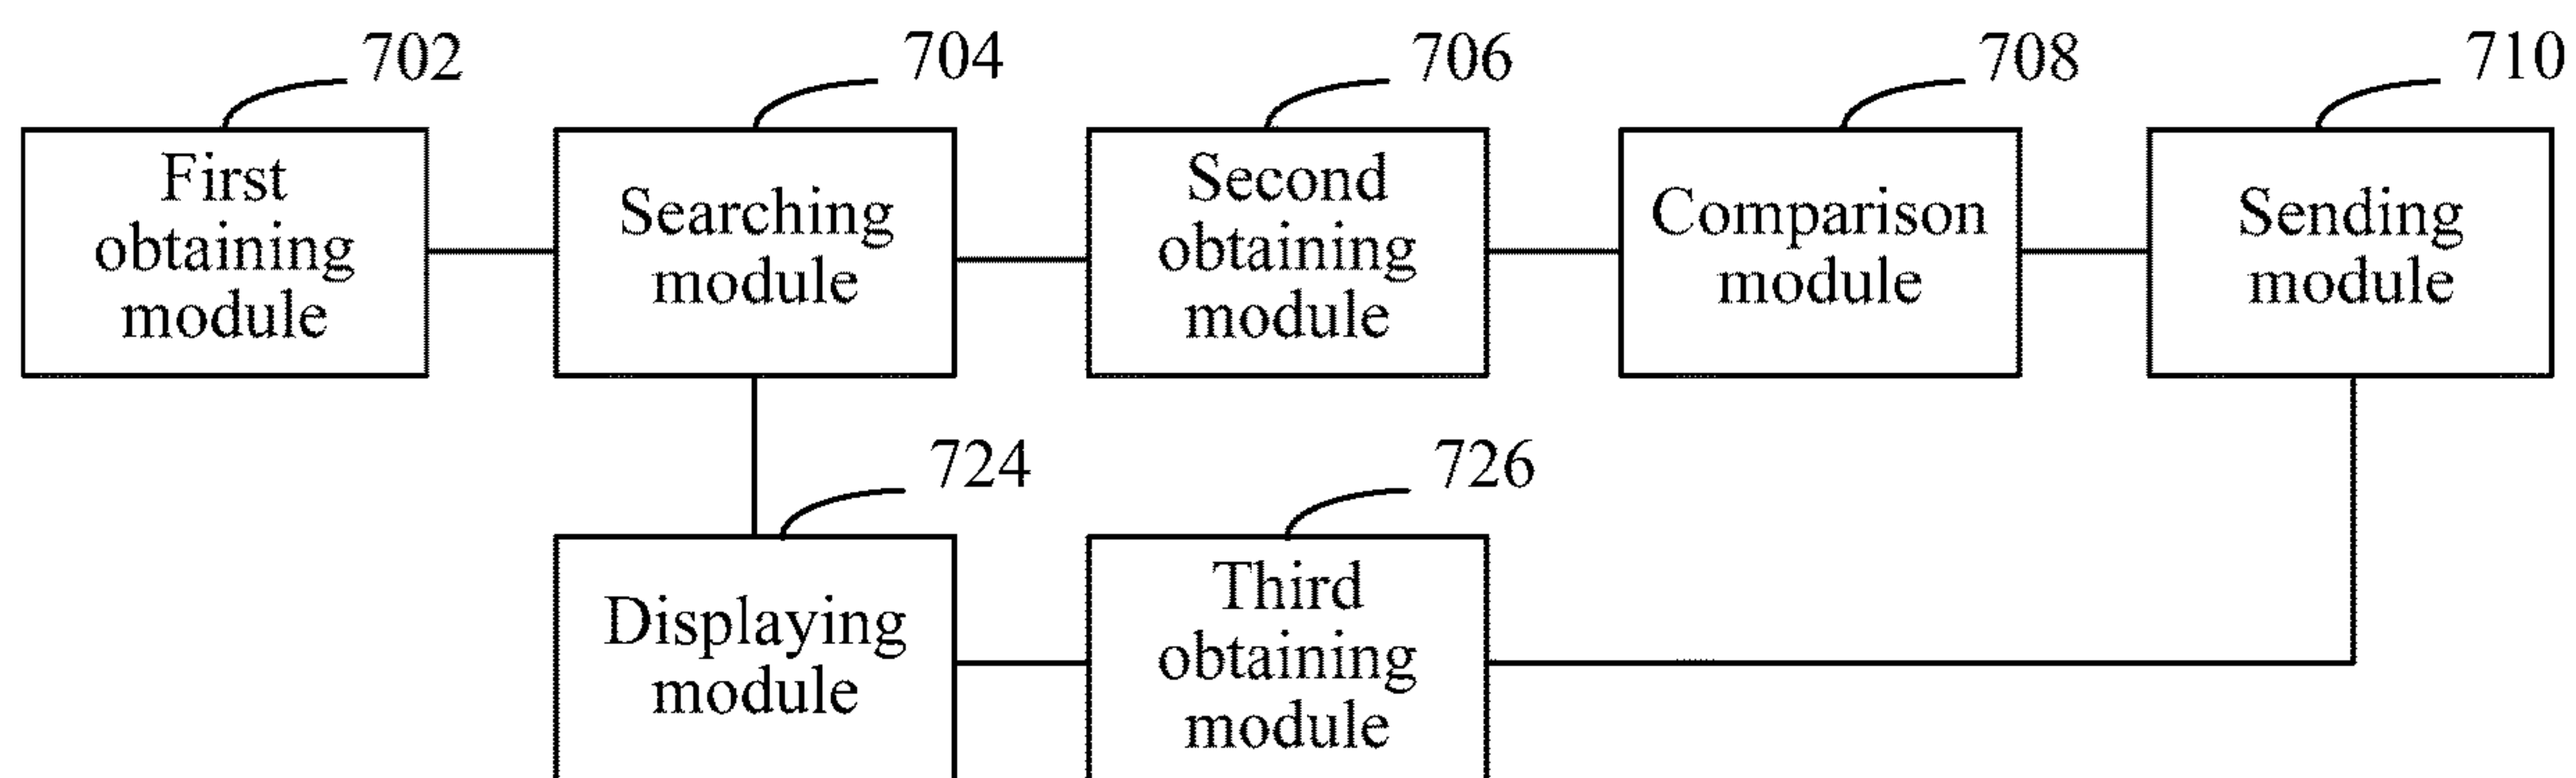 702
704
706
708
710
First
obtaining
module
Searching
module
Second
obtaining
module
Comparison
module
Sending
module
724
726
Displaying
module
Third
obtaining
module